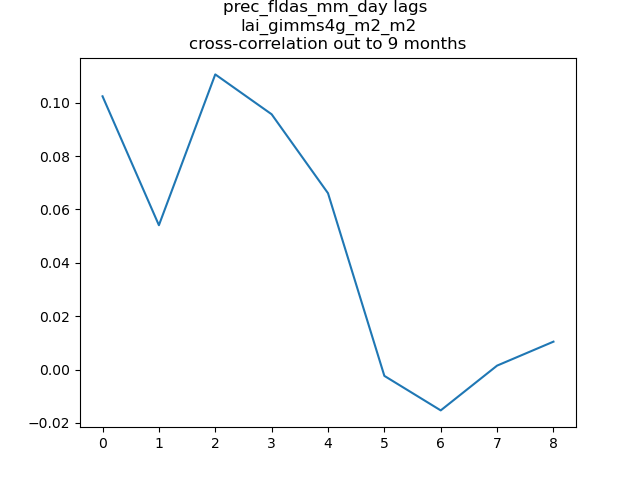 prec_fldas_mm_day lags
lai_gimms4g_m2_m2
cross-correlation out to 9 months
0.10
0.08
0.06
0.04
0.02
0.00
−0.02
0 1 2 3 4 5 6 7 8